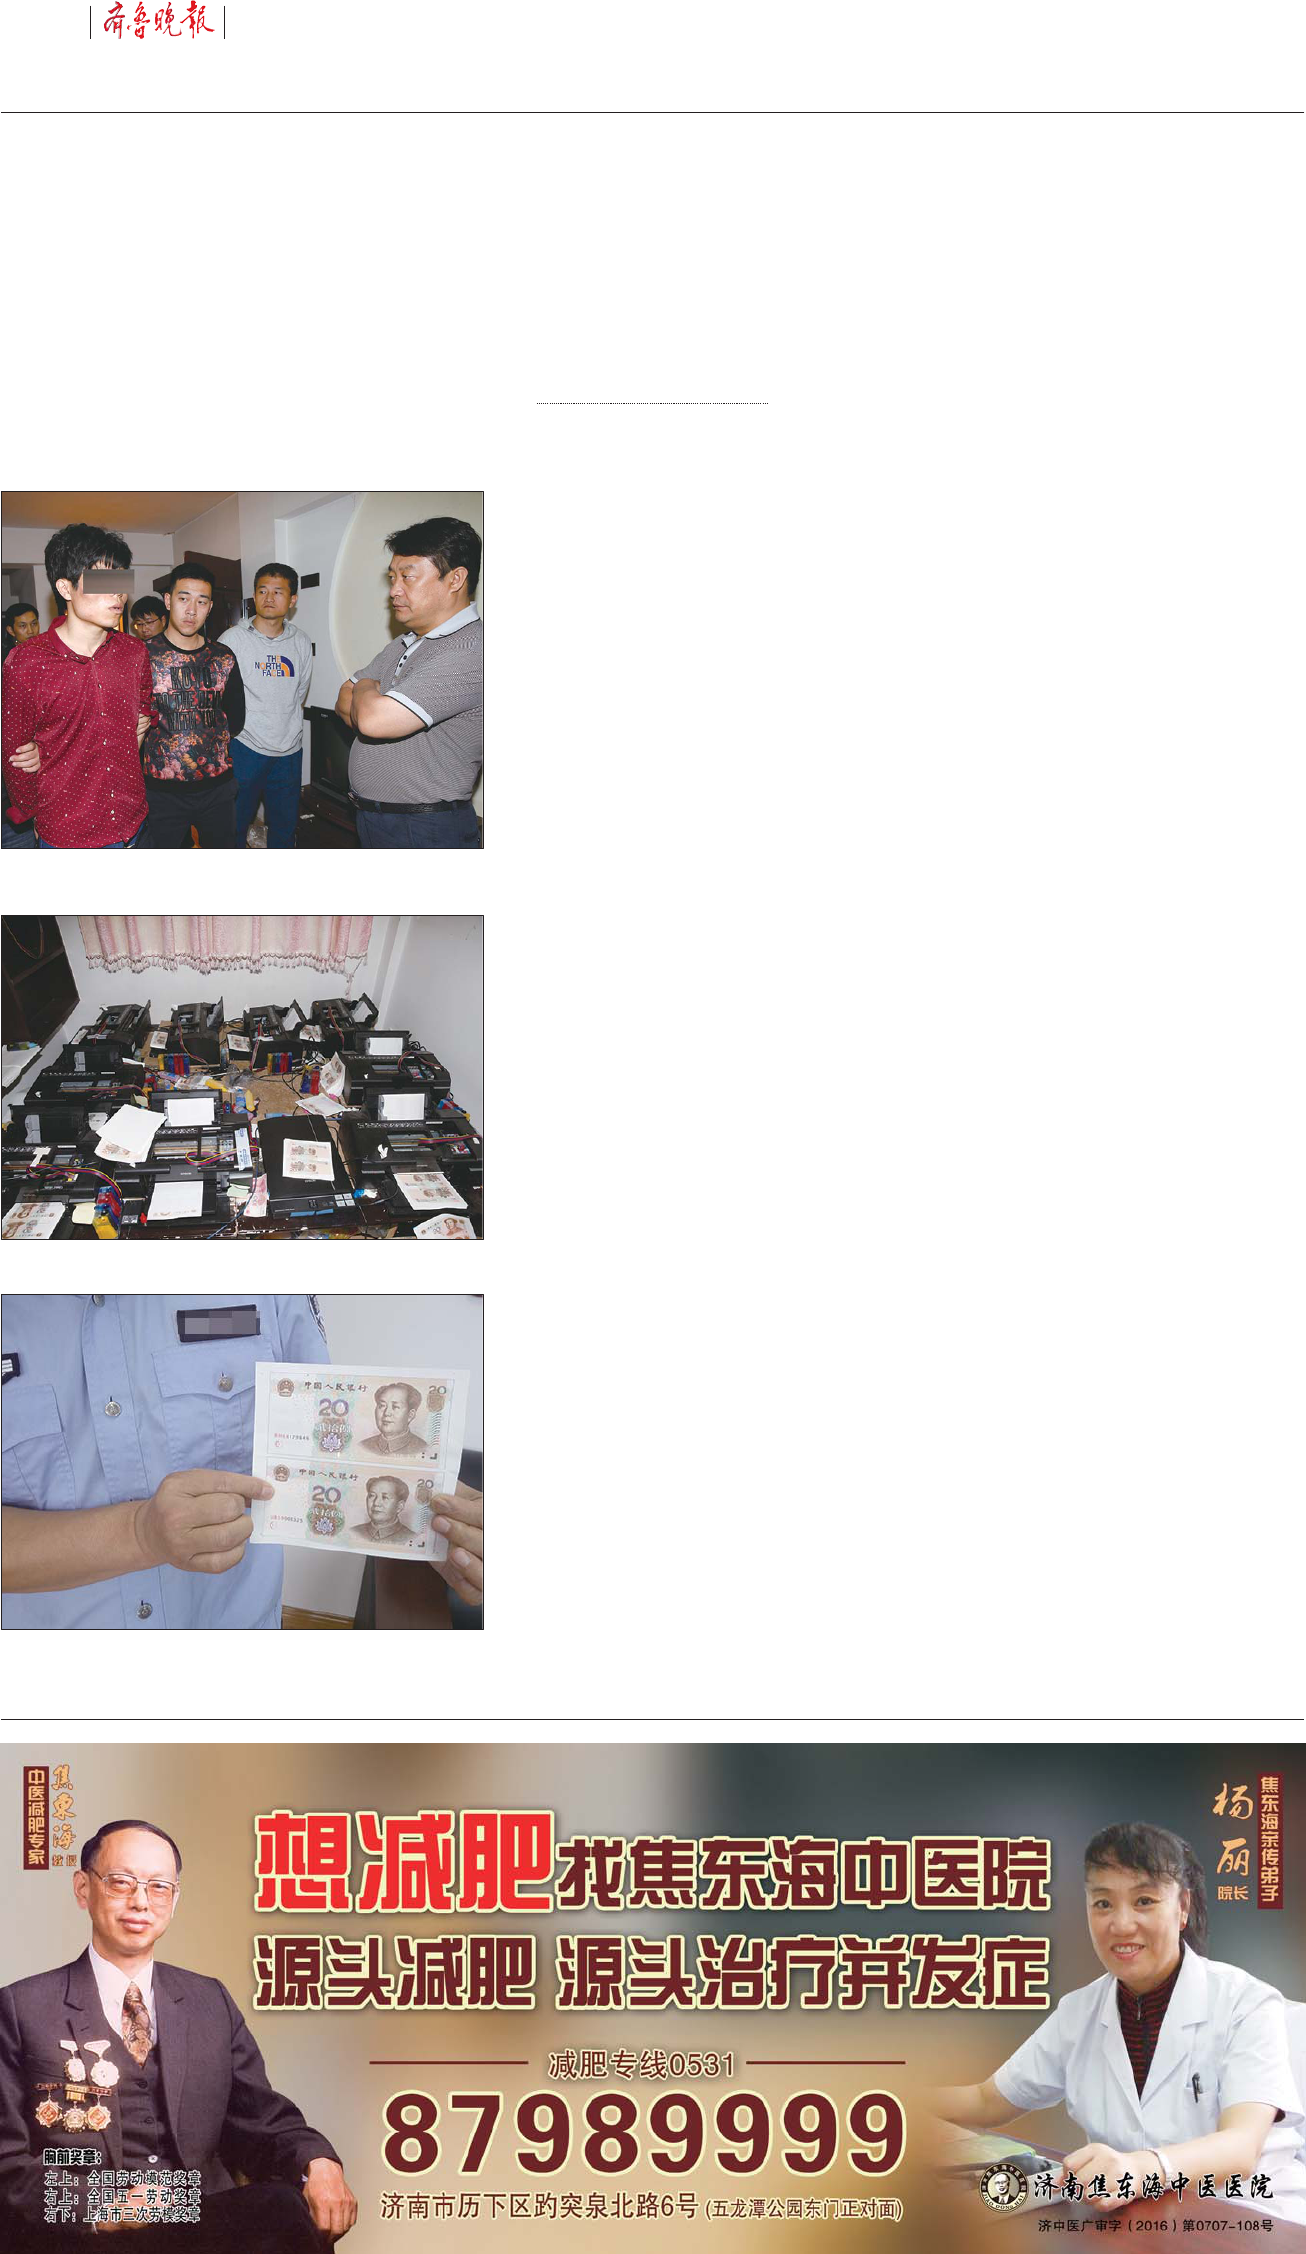 齐鲁晚报
THE
NORTH
FACE
中国人民银行
20
20
中国人民银行
20
20
中医减肥专家
焦东海
教授
焦东海亲传弟子
杨丽
院长
想减肥找焦东海中医院
源头减肥 源头治疗并发症
减肥专线0531
87989999
济南市历下区趵突泉北路6号(五龙潭公园东门正对面)
胸前奖章:
左上:全国劳动模范奖章
右上:全国五一劳动奖章
右下:上海市三次劳模奖章
济南焦东海中医医院
济中医广审字(2016)第0707-108号